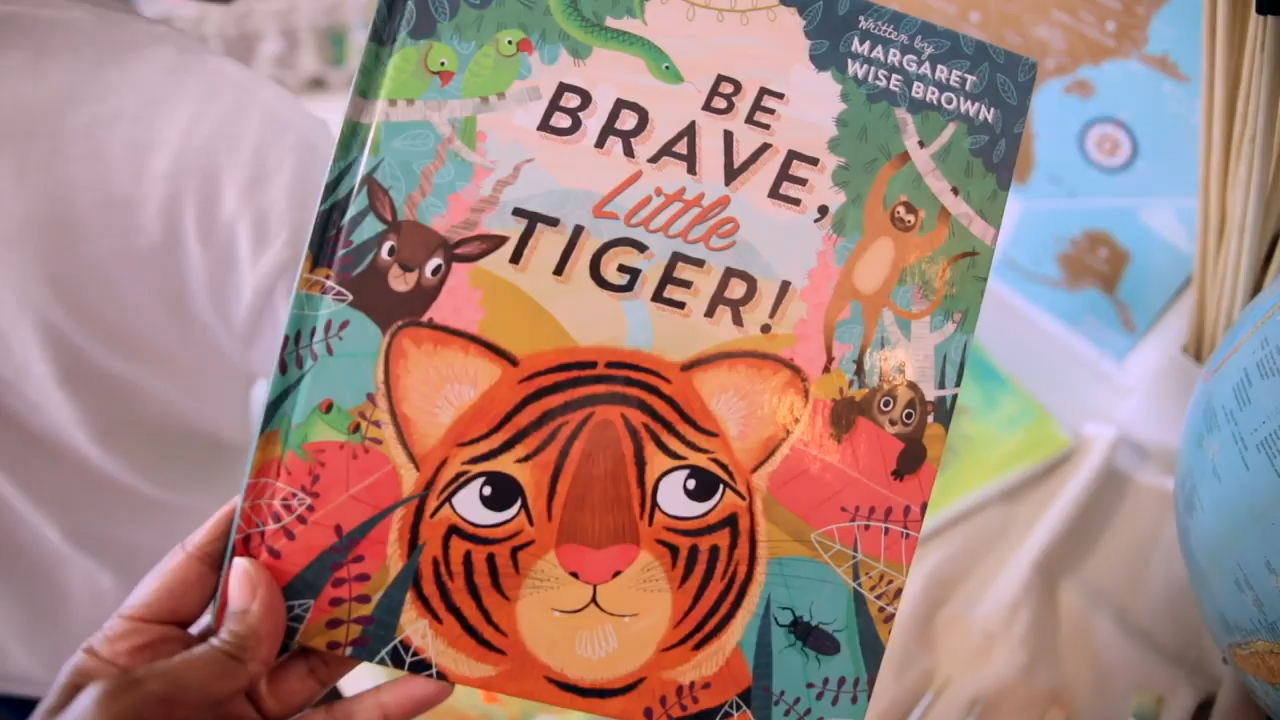 Written by
MARGARET
WISE BROWN
BE
BRAVE,
Little
TIGER!